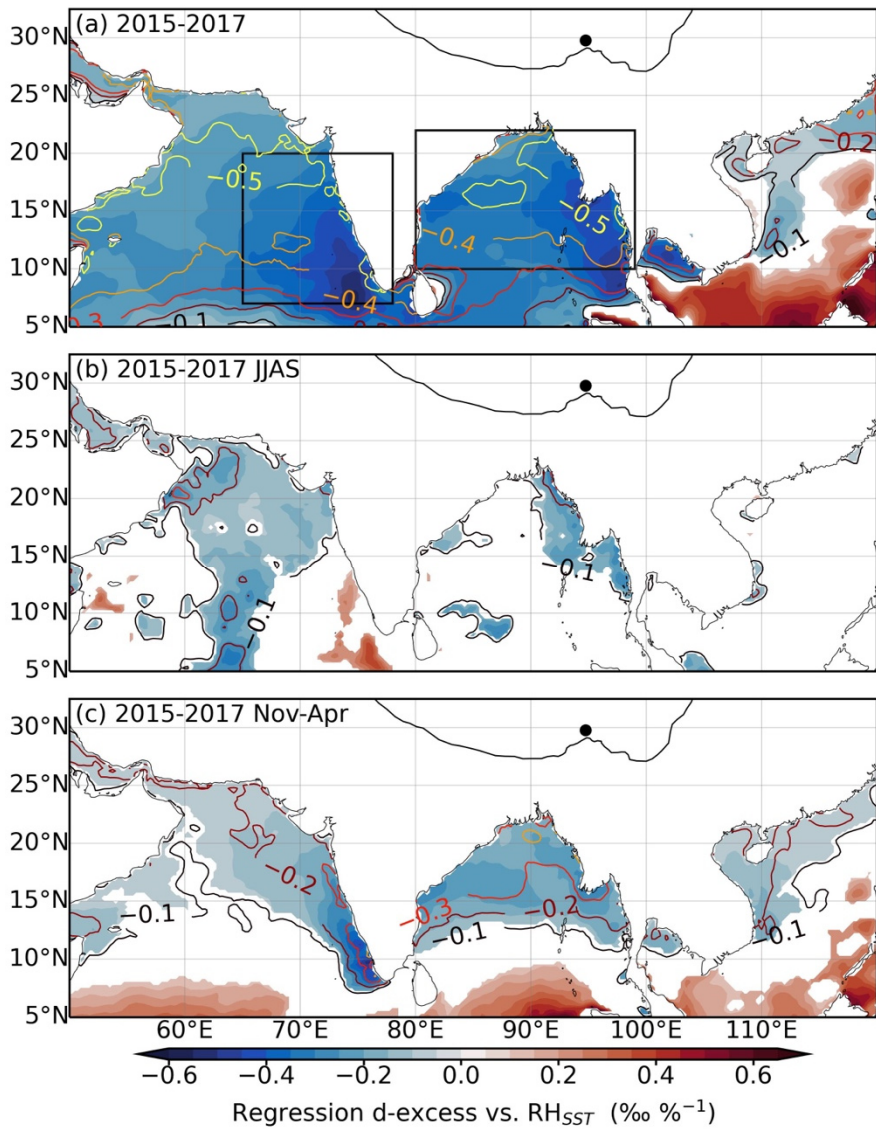 (a) 2015-2017
30°N
25°N
20°N
15°N
10°N
5°N
−0.5
−0.4
−0.5
−0.4
−0.2
−0.1
0.3
−0.1
(b) 2015-2017 JJAS
30°N
25°N
20°N
15°N
10°N
5°N
−0.1
−0.1
(c) 2015-2017 Nov-Apr
30°N
25°N
20°N
15°N
10°N
5°N
−0.2
−0.1
−0.3
−0.2
−0.1
−0.1
60°E 70°E 80°E 90°E 100°E 110°E
−0.6 −0.4 −0.2 0.0 0.2 0.4 0.6
Regression d-excess vs. RH_SST (‰ %⁻¹)